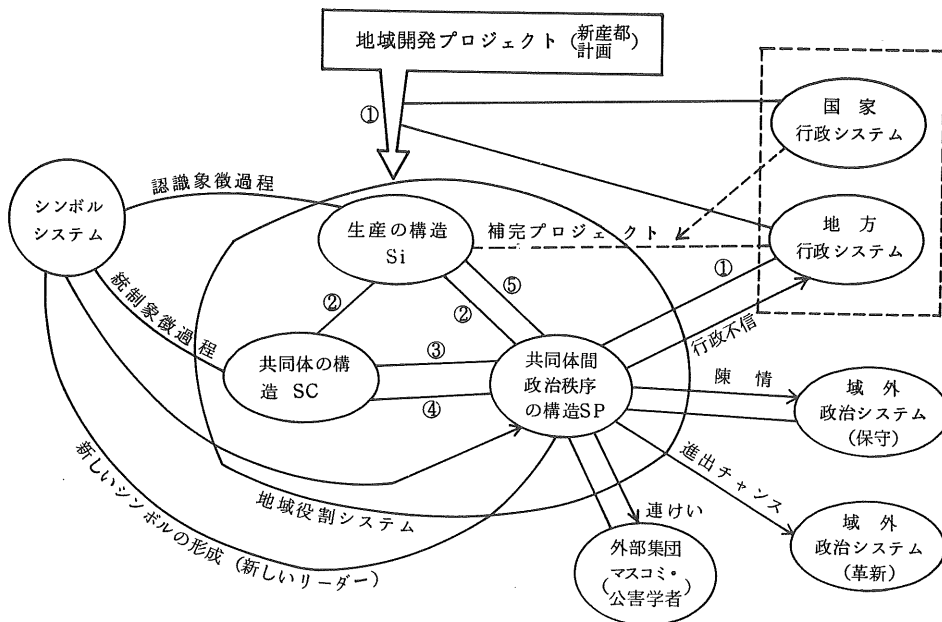 地域開発プロジェクト(新産都
計画)
①
国家
行政システム
認識象徴過程
シンボル
システム
生産の構造
Si
補完プロジェクト
地方
行政システム
①
⑤
②
②
統制象徴過程
行政不信
共同体の構
造 SC
③
④
共同体間
政治秩序
の構造SP
陳情
域外
政治システム
(保守)
進出チャンス
地域役割システム
新しいシンボルの形成(新しいリーダー)
連けい
外部集団
(マスコミ・
公害学者)
域外
政治システム
(革新)